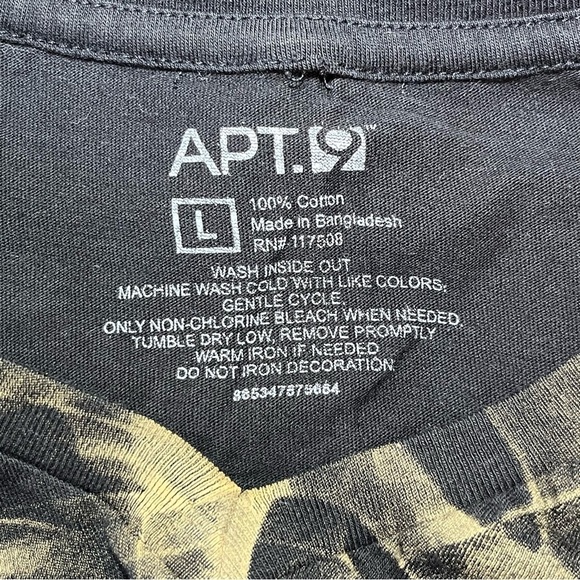 APT.9™
L
100% Cotton
Made in Bangladesh
RN# 117508
WASH INSIDE OUT
MACHINE WASH COLD WITH LIKE COLORS,
GENTLE CYCLE.
ONLY NON-CHLORINE BLEACH WHEN NEEDED.
TUMBLE DRY LOW, REMOVE PROMPTLY
WARM IRON IF NEEDED
DO NOT IRON DECORATION
885347575664